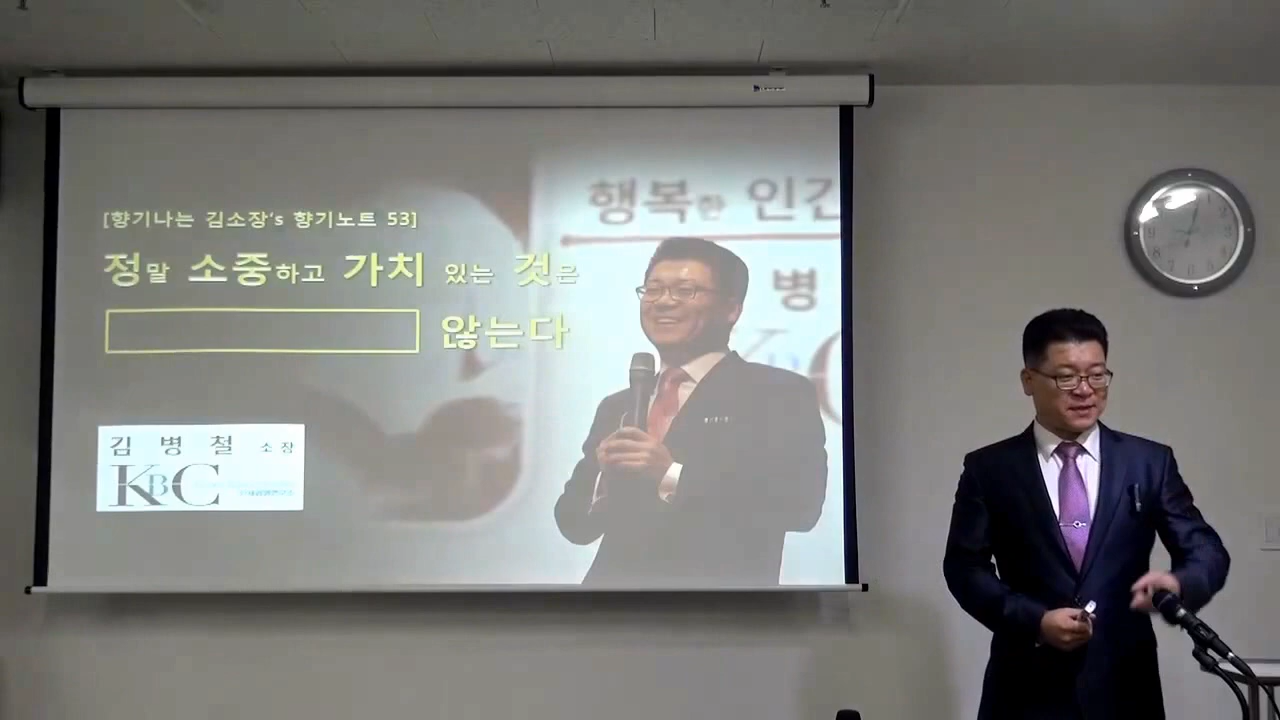 [향기나는 김소장's 향기노트 53]
정말 소중하고 가치 있는 것은
않는다
행복한 인간
병
김 병 철 소장
KBC